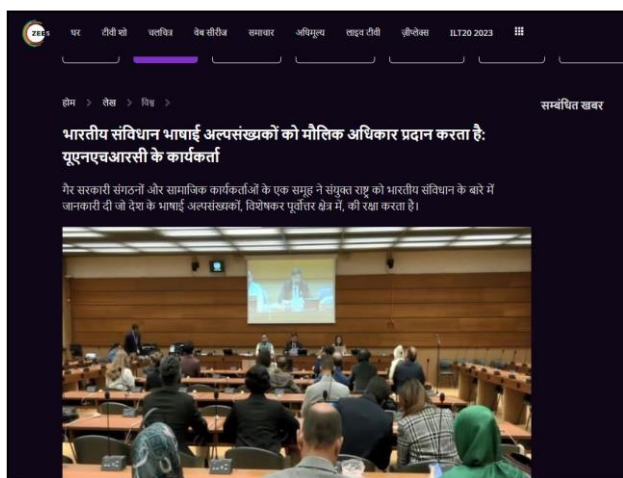 ZEE5
घर टीवी शो चलचित्र वेब सीरीज समाचार अधिमूल्य लाइव टीवी ज़ीप्लेक्स ILT20 2023
होम > लेख > विश्व >
सम्बंधित खबर
भारतीय संविधान भाषाई अल्पसंख्यकों को मौलिक अधिकार प्रदान करता है:
यूएनएचआरसी के कार्यकर्ता
गैर सरकारी संगठनों और सामाजिक कार्यकर्ताओं के एक समूह ने संयुक्त राष्ट्र को भारतीय संविधान के बारे में
जानकारी दी जो देश के भाषाई अल्पसंख्यकों, विशेषकर पूर्वोत्तर क्षेत्र में, की रक्षा करता है।